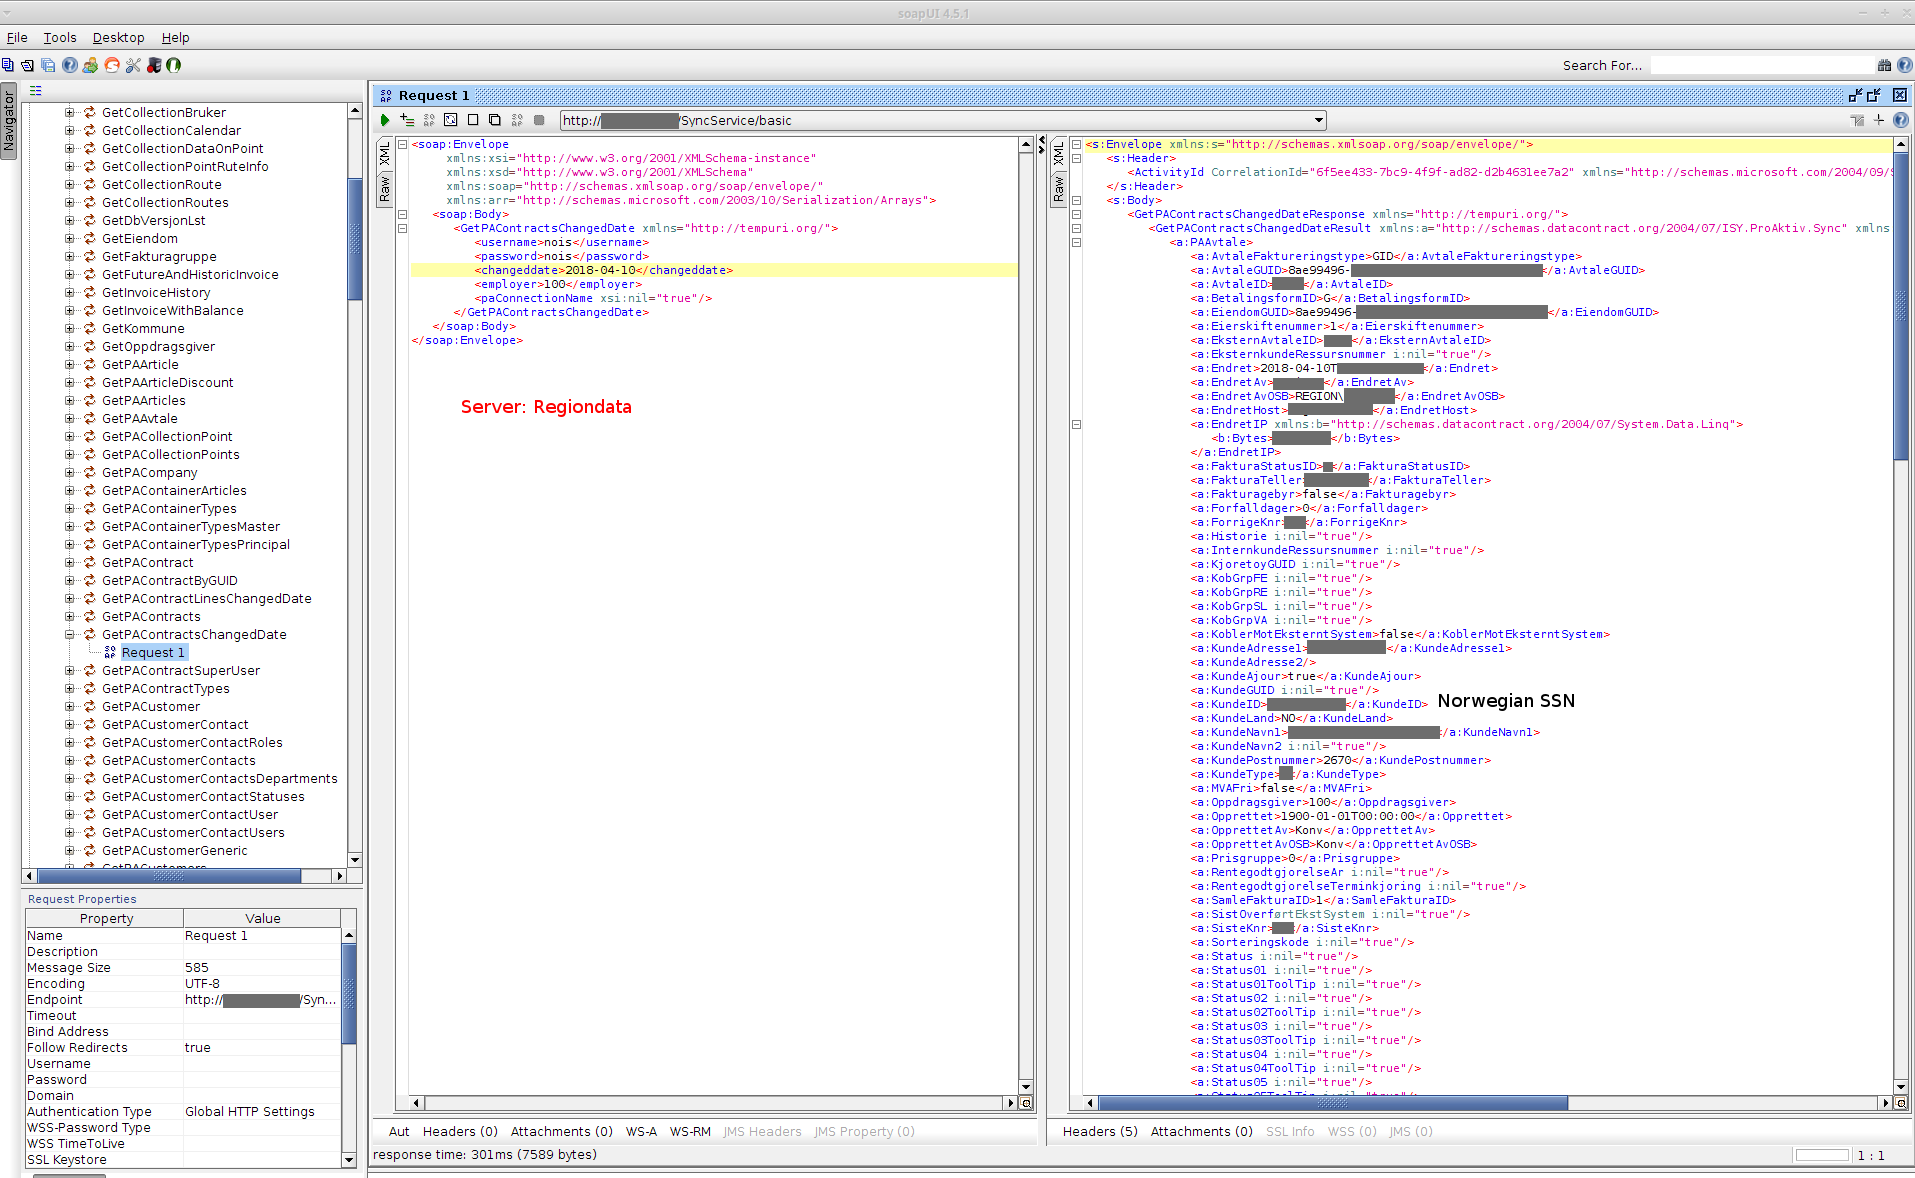 soapUI 4.5.1
File Tools Desktop Help
Search For...
Navigator
GetCollectionBruker
GetCollectionCalendar
GetCollectionDataOnPoint
GetCollectionPointRuteInfo
GetCollectionRoute
GetCollectionRoutes
GetDbVersjonLst
GetEiendom
GetFakturagruppe
GetFutureAndHistoricInvoice
GetInvoiceHistory
GetInvoiceWithBalance
GetKommune
GetOppdragsgiver
GetPAArticle
GetPAArticleDiscount
GetPAArticles
GetPAAvtale
GetPACollectionPoint
GetPACollectionPoints
GetPACompany
GetPAContainerArticles
GetPAContainerTypes
GetPAContainerTypesMaster
GetPAContainerTypesPrincipal
GetPAContract
GetPAContractByGUID
GetPAContractLinesChangedDate
GetPAContracts
GetPAContractsChangedDate
Request 1
GetPAContractSuperUser
GetPAContractTypes
GetPACustomer
GetPACustomerContact
GetPACustomerContactRoles
GetPACustomerContacts
GetPACustomerContactsDepartments
GetPACustomerContactStatuses
GetPACustomerContactUser
GetPACustomerContactUsers
GetPACustomerGeneric
GetPACustomers
Request Properties
Property Value
Name Request 1
Description
Message Size 585
Encoding UTF-8
Endpoint http:// /Syn...
Timeout
Bind Address
Follow Redirects true
Username
Password
Domain
Authentication Type Global HTTP Settings
WSS-Password Type
WSS TimeToLive
SSL Keystore
Request 1
http:// /SyncService/basic
XML
Raw
<soap:Envelope
xmlns:xsi="http://www.w3.org/2001/XMLSchema-instance"
xmlns:xsd="http://www.w3.org/2001/XMLSchema"
xmlns:soap="http://schemas.xmlsoap.org/soap/envelope/"
xmlns:arr="http://schemas.microsoft.com/2003/10/Serialization/Arrays">
<soap:Body>
<GetPAContractsChangedDate xmlns="http://tempuri.org/">
<username>nois</username>
<password>nois</password>
<changeddate>2018-04-10</changeddate>
<employer>100</employer>
<paConnectionName xsi:nil="true"/>
</GetPAContractsChangedDate>
</soap:Body>
</soap:Envelope>
Server: Regiondata
Aut Headers (0) Attachments (0) WS-A WS-RM JMS Headers JMS Property (0)
response time: 301ms (7589 bytes)
XML
Raw
<s:Envelope xmlns:s="http://schemas.xmlsoap.org/soap/envelope/">
<s:Header>
<ActivityId CorrelationId="6f5ee433-7bc9-4f9f-ad82-d2b4631ee7a2" xmlns="http://schemas.microsoft.com/2004/09/S
</s:Header>
<s:Body>
<GetPAContractsChangedDateResponse xmlns="http://tempuri.org/">
<GetPAContractsChangedDateResult xmlns:a="http://schemas.datacontract.org/2004/07/ISY.ProAktiv.Sync" xmlns
<a:PAAvtale>
<a:AvtaleFaktureringstype>GID</a:AvtaleFaktureringstype>
<a:AvtaleGUID>8ae99496- </a:AvtaleGUID>
<a:AvtaleID> </a:AvtaleID>
<a:BetalingsformID>G</a:BetalingsformID>
<a:EiendomGUID>8ae99496- </a:EiendomGUID>
<a:Eierskiftenummer>1</a:Eierskiftenummer>
<a:EksternAvtaleID> </a:EksternAvtaleID>
<a:EksternkundeRessursnummer i:nil="true"/>
<a:Endret>2018-04-10T </a:Endret>
<a:EndretAv> </a:EndretAv>
<a:EndretAvOSB>REGION\ </a:EndretAvOSB>
<a:EndretHost> </a:EndretHost>
<a:EndretIP xmlns:b="http://schemas.datacontract.org/2004/07/System.Data.Linq">
<b:Bytes> </b:Bytes>
</a:EndretIP>
<a:FakturaStatusID> </a:FakturaStatusID>
<a:FakturaTeller> </a:FakturaTeller>
<a:Fakturagebyr>false</a:Fakturagebyr>
<a:Forfalldager>0</a:Forfalldager>
<a:ForrigeKnr> </a:ForrigeKnr>
<a:Historie i:nil="true"/>
<a:InternkundeRessursnummer i:nil="true"/>
<a:KjoretoyGUID i:nil="true"/>
<a:KobGrpFE i:nil="true"/>
<a:KobGrpRE i:nil="true"/>
<a:KobGrpSL i:nil="true"/>
<a:KobGrpVA i:nil="true"/>
<a:KoblerMotEksterntSystem>false</a:KoblerMotEksterntSystem>
<a:KundeAdresse1> </a:KundeAdresse1>
<a:KundeAdresse2/>
<a:KundeAjour>true</a:KundeAjour>
<a:KundeGUID i:nil="true"/>
<a:KundeID> </a:KundeID> Norwegian SSN
<a:KundeLand>NO</a:KundeLand>
<a:KundeNavn1> </a:KundeNavn1>
<a:KundeNavn2 i:nil="true"/>
<a:KundePostnummer>2670</a:KundePostnummer>
<a:KundeType> </a:KundeType>
<a:MVAFri>false</a:MVAFri>
<a:Oppdragsgiver>100</a:Oppdragsgiver>
<a:Opprettet>1900-01-01T00:00:00</a:Opprettet>
<a:OpprettetAv>Konv</a:OpprettetAv>
<a:OpprettetAvOSB>Konv</a:OpprettetAvOSB>
<a:Prisgruppe>0</a:Prisgruppe>
<a:RentegodtgjorelseAr i:nil="true"/>
<a:RentegodtgjorelseTerminkjoring i:nil="true"/>
<a:SamleFakturaID>1</a:SamleFakturaID>
<a:SistOverførtEkstSystem i:nil="true"/>
<a:SisteKnr> </a:SisteKnr>
<a:Sorteringskode i:nil="true"/>
<a:Status i:nil="true"/>
<a:Status01 i:nil="true"/>
<a:Status01ToolTip i:nil="true"/>
<a:Status02 i:nil="true"/>
<a:Status02ToolTip i:nil="true"/>
<a:Status03 i:nil="true"/>
<a:Status03ToolTip i:nil="true"/>
<a:Status04 i:nil="true"/>
<a:Status04ToolTip i:nil="true"/>
<a:Status05 i:nil="true"/>
<a:Status05ToolTip i:nil="true"/>
Headers (5) Attachments (0) SSL Info WSS (0) JMS (0)
1 : 1